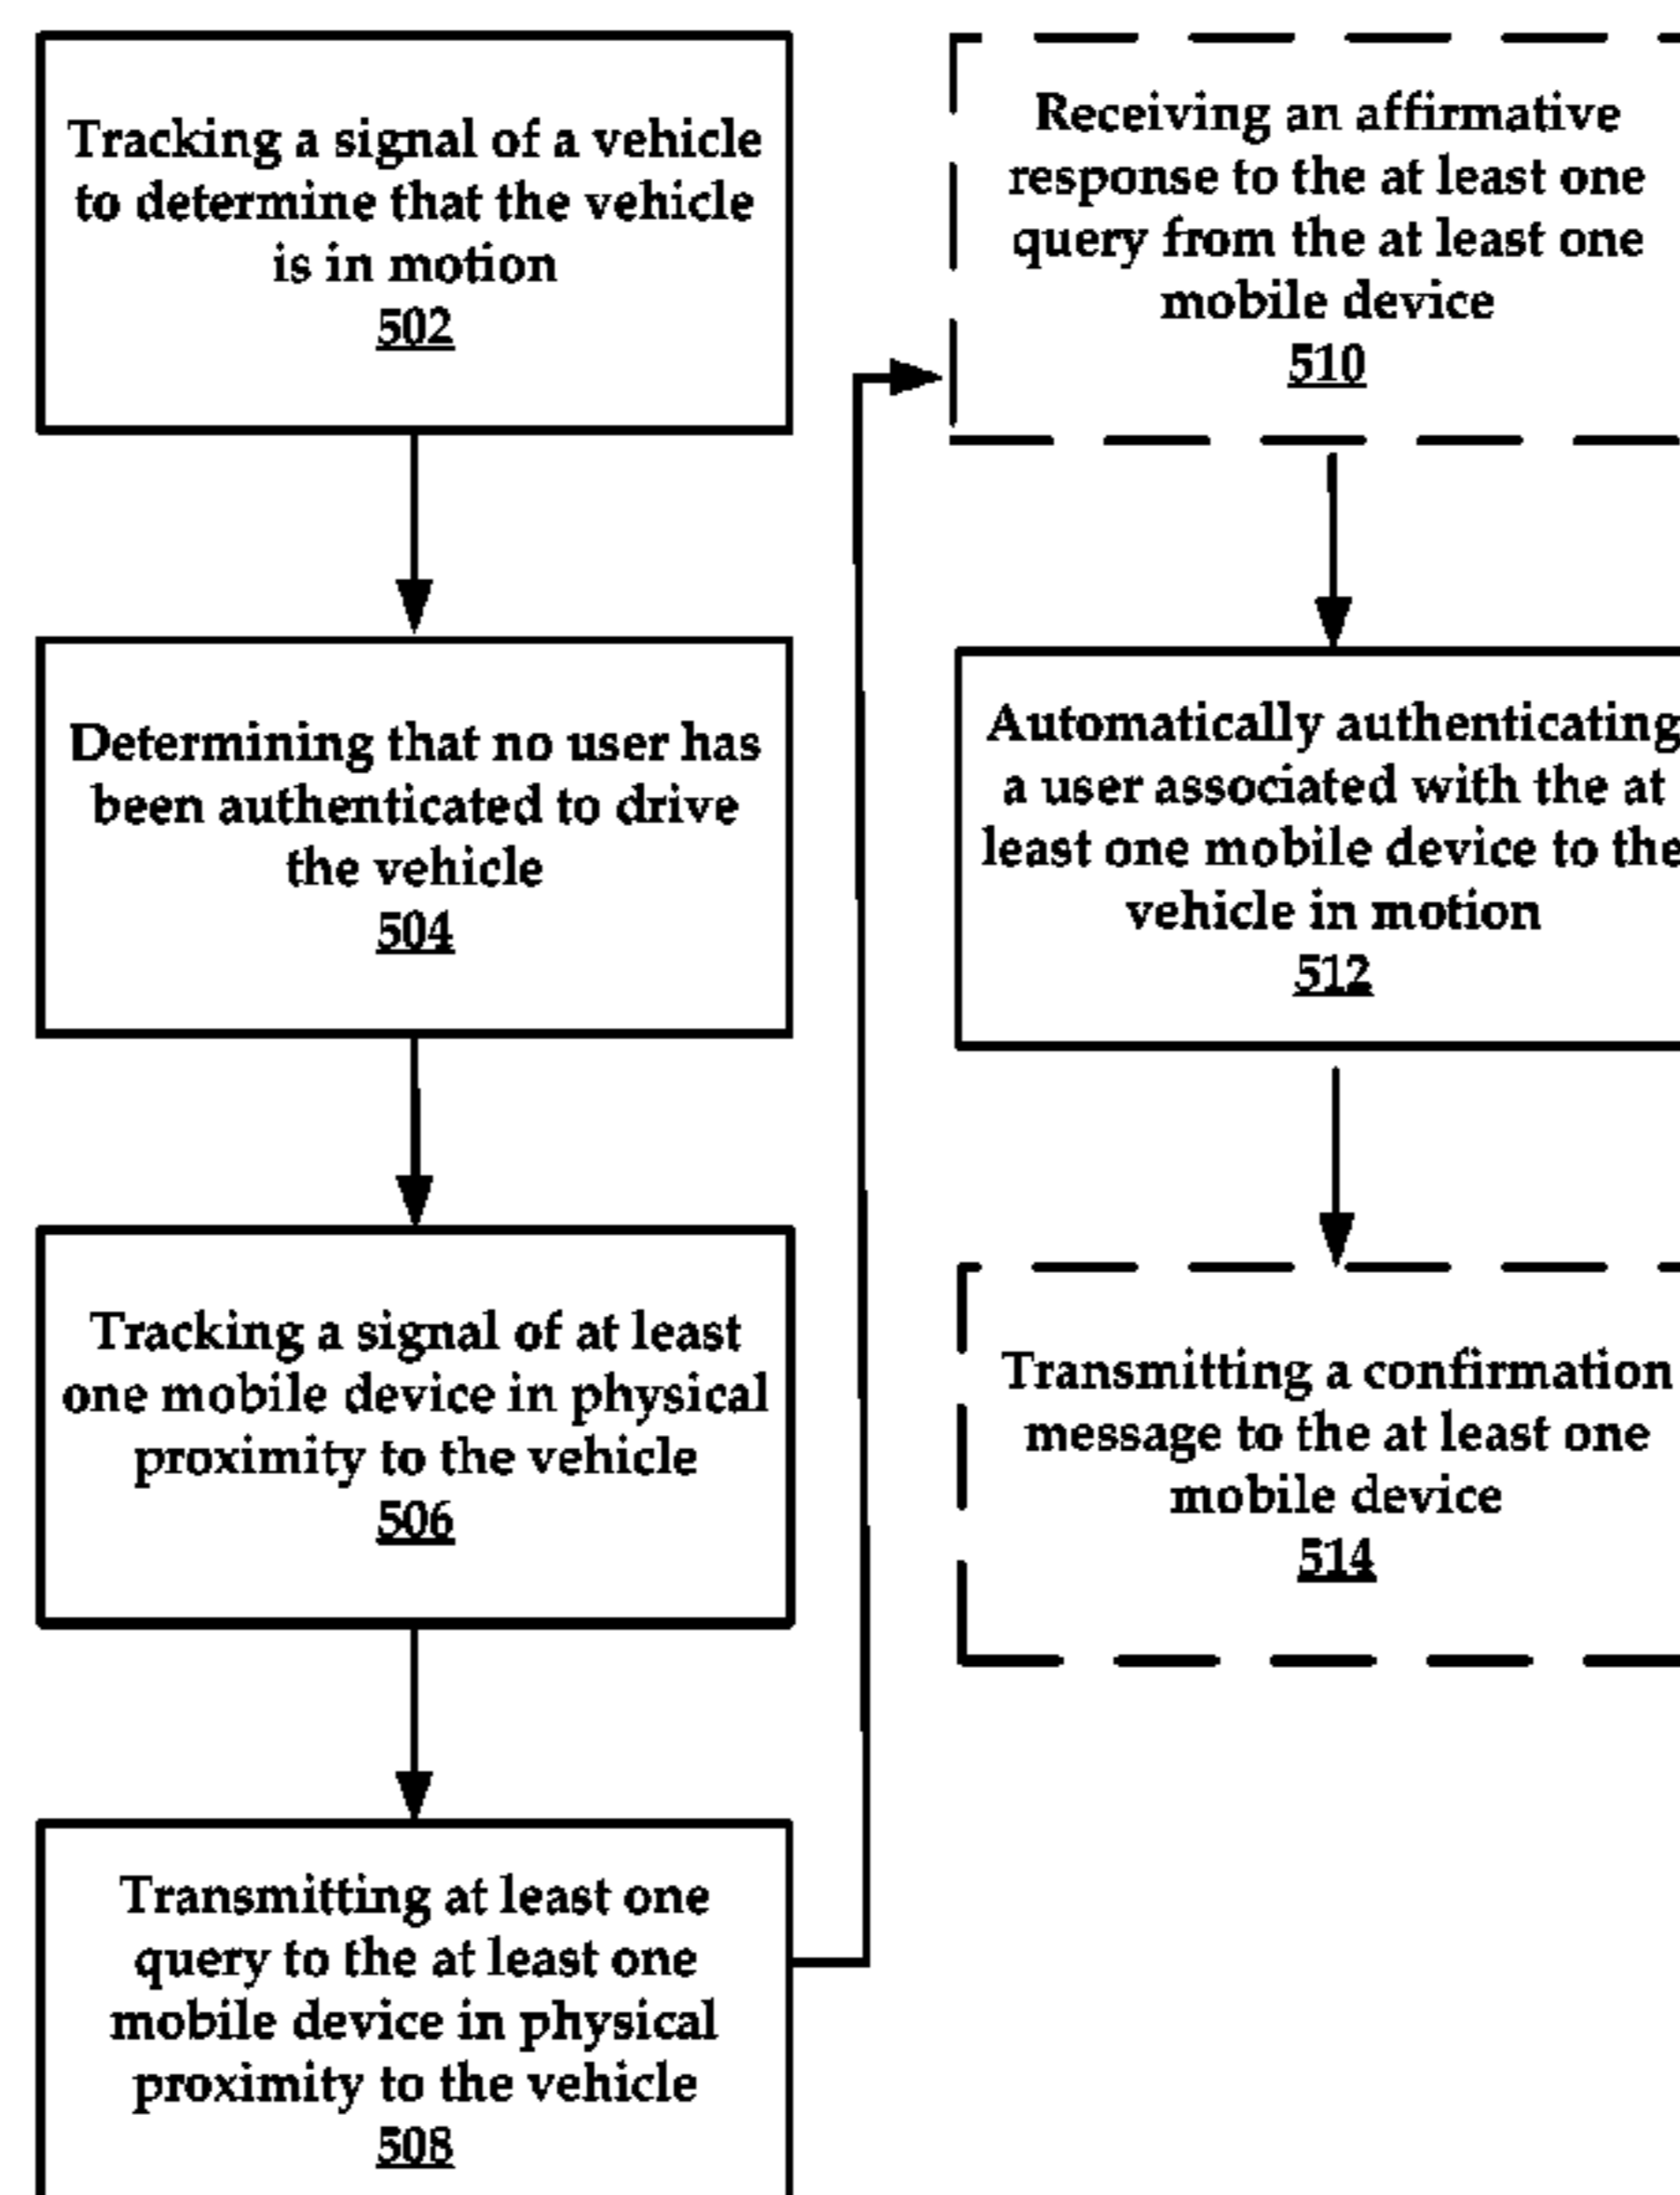 Tracking a signal of a vehicle
to determine that the vehicle
is in motion
502
Determining that no user has
been authenticated to drive
the vehicle
504
Tracking a signal of at least
one mobile device in physical
proximity to the vehicle
506
Transmitting at least one
query to the at least one
mobile device in physical
proximity to the vehicle
508
Receiving an affirmative
response to the at least one
query from the at least one
mobile device
510
Automatically authenticating
a user associated with the at
least one mobile device to the
vehicle in motion
512
Transmitting a confirmation
message to the at least one
mobile device
514